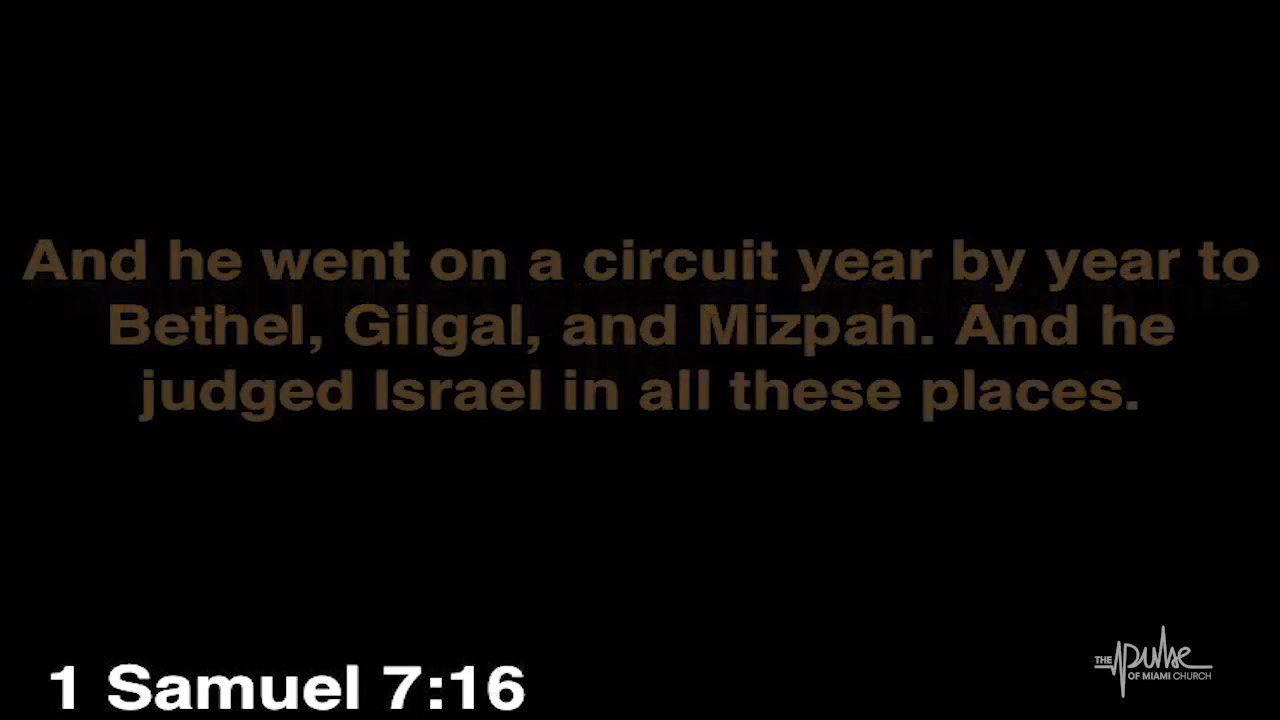 And he went on a circuit year by year to
Bethel, Gilgal, and Mizpah. And he
judged Israel in all these places.
1 Samuel 7:16
THE pulse
OF MIAMI CHURCH